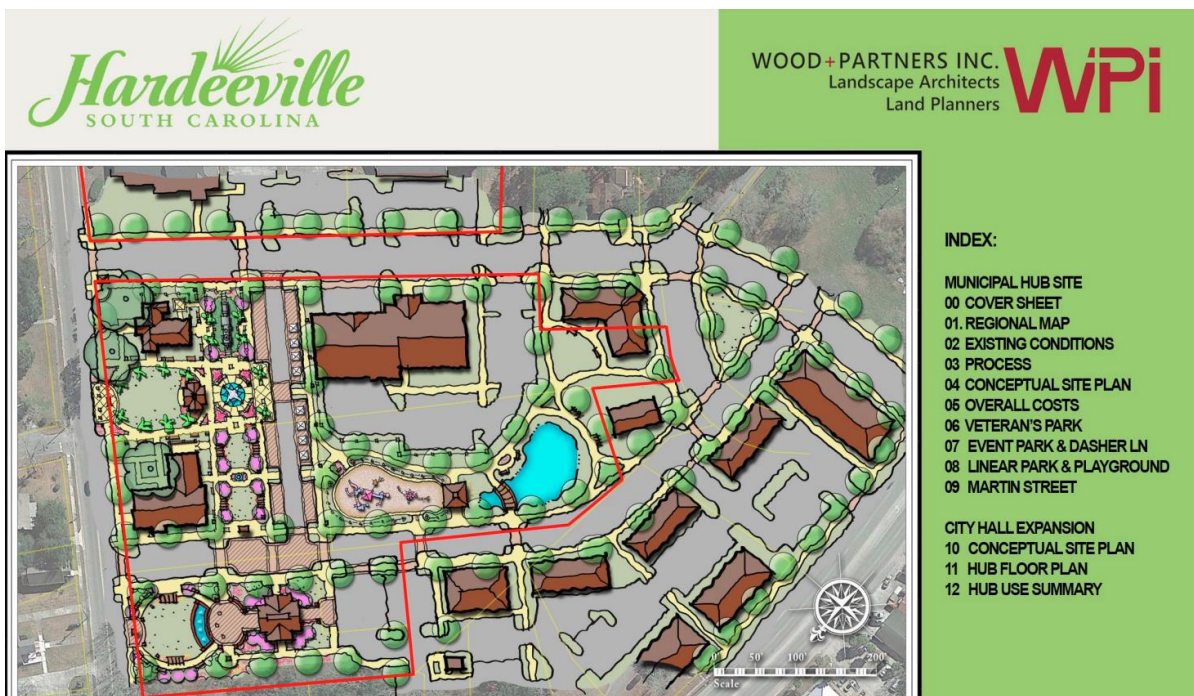 Hardeeville
SOUTH CAROLINA
WOOD+PARTNERS INC.
Landscape Architects
Land Planners
WPi
INDEX:
MUNICIPAL HUB SITE
00 COVER SHEET
01. REGIONAL MAP
02 EXISTING CONDITIONS
03 PROCESS
04 CONCEPTUAL SITE PLAN
05 OVERALL COSTS
06 VETERAN'S PARK
07 EVENT PARK & DASHER LN
08 LINEAR PARK & PLAYGROUND
09 MARTIN STREET
CITY HALL EXPANSION
10 CONCEPTUAL SITE PLAN
11 HUB FLOOR PLAN
12 HUB USE SUMMARY
0' 50' 100' 200'
Scale